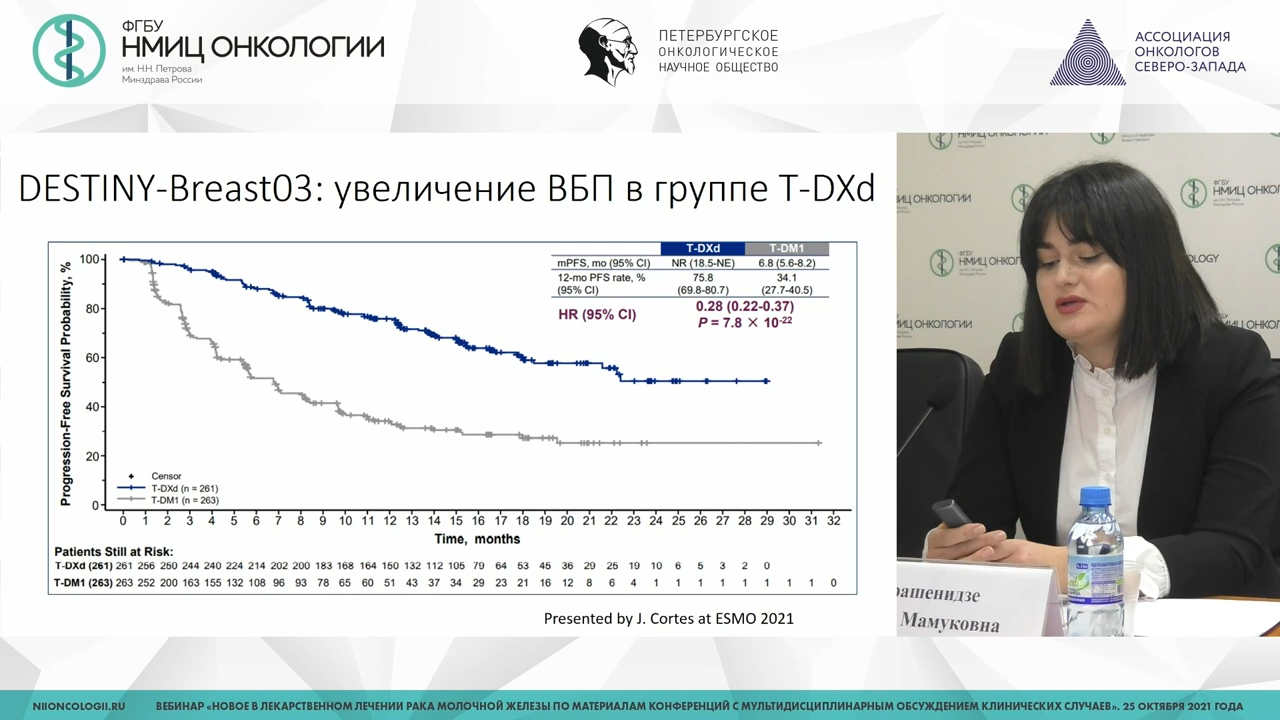 ФГБУ
НМИЦ ОНКОЛОГИИ
им. Н.Н. Петрова
Минздрава России
ПЕТЕРБУРГСКОЕ
ОНКОЛОГИЧЕСКОЕ
НАУЧНОЕ ОБЩЕСТВО
АССОЦИАЦИЯ
ОНКОЛОГОВ
СЕВЕРО-ЗАПАДА
DESTINY-Breast03: увеличение ВБП в группе T-DXd
T-DXd T-DM1
mPFS, mo (95% CI) NR (18.5-NE) 6.8 (5.6-8.2)
12-mo PFS rate, % 75.8 34.1
(95% CI) (69.8-80.7) (27.7-40.5)
HR (95% CI) 0.28 (0.22-0.37)
P = 7.8 × 10-22
Progression-Free Survival Probability, %
100
80
60
40
20
0
Censor
T-DXd (n = 261)
T-DM1 (n = 263)
0 1 2 3 4 5 6 7 8 9 10 11 12 13 14 15 16 17 18 19 20 21 22 23 24 25 26 27 28 29 30 31 32
Time, months
Patients Still at Risk:
T-DXd (261) 261 256 250 244 240 224 214 202 200 183 168 164 150 132 112 105 79 64 53 36 29 25 19 10 6 5 3 2 0
T-DM1 (263) 263 252 200 163 155 132 108 96 93 78 65 60 43 37 34 29 23 21 16 12 8 6 4 1 1 1 1 1 1 1 1 0
Presented by J. Cortes at ESMO 2021
НМИЦ ОНКОЛОГИИ
ФГБУ
НМИЦ ОНКОЛОГИИ
им. Н.Н. Петрова
Минздрава России
рашенидзе
Мамуковна
NIIONCOLOGII.RU
ВЕБИНАР «НОВОЕ В ЛЕКАРСТВЕННОМ ЛЕЧЕНИИ РАКА МОЛОЧНОЙ ЖЕЛЕЗЫ ПО МАТЕРИАЛАМ КОНФЕРЕНЦИЙ С МУЛЬТИДИСЦИПЛИНАРНЫМ ОБСУЖДЕНИЕМ КЛИНИЧЕСКИХ СЛУЧАЕВ». 25 ОКТЯБРЯ 2021 ГОДА